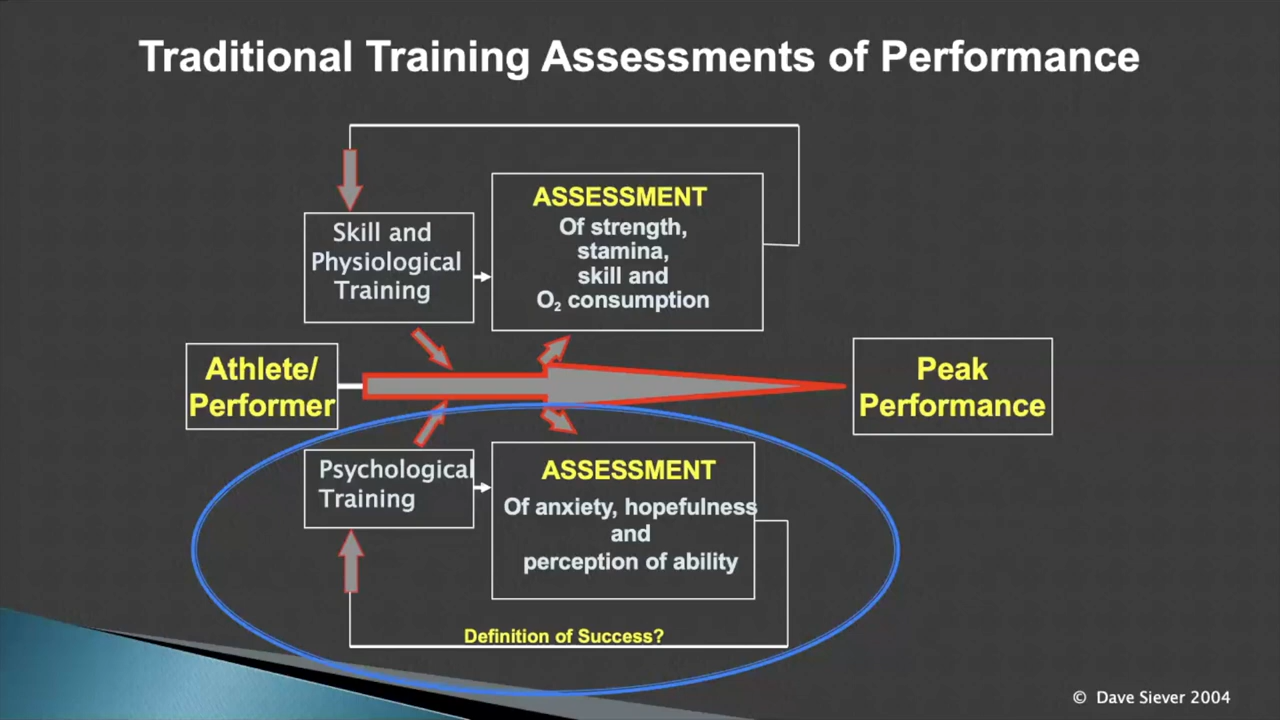 Traditional Training Assessments of Performance
Skill and
Physiological
Training
ASSESSMENT
Of strength,
stamina,
skill and
O₂ consumption
Athlete/
Performer
Peak
Performance
Psychological
Training
ASSESSMENT
Of anxiety, hopefulness
and
perception of ability
Definition of Success?
© Dave Siever 2004